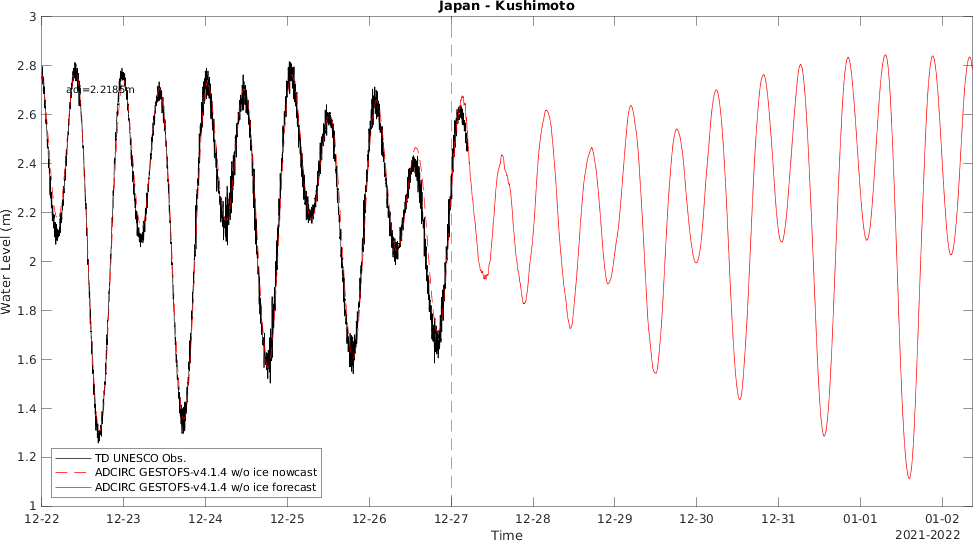 Japan - Kushimoto
3
2.8
2.6
2.4
2.2
2
1.8
1.6
1.4
1.2
1
Water Level (m)
adj=2.2185m
TD UNESCO Obs.
ADCIRC GESTOFS-v4.1.4 w/o ice nowcast
ADCIRC GESTOFS-v4.1.4 w/o ice forecast
12-22 12-23 12-24 12-25 12-26 12-27 12-28 12-29 12-30 12-31 01-01 01-02
Time
2021-2022